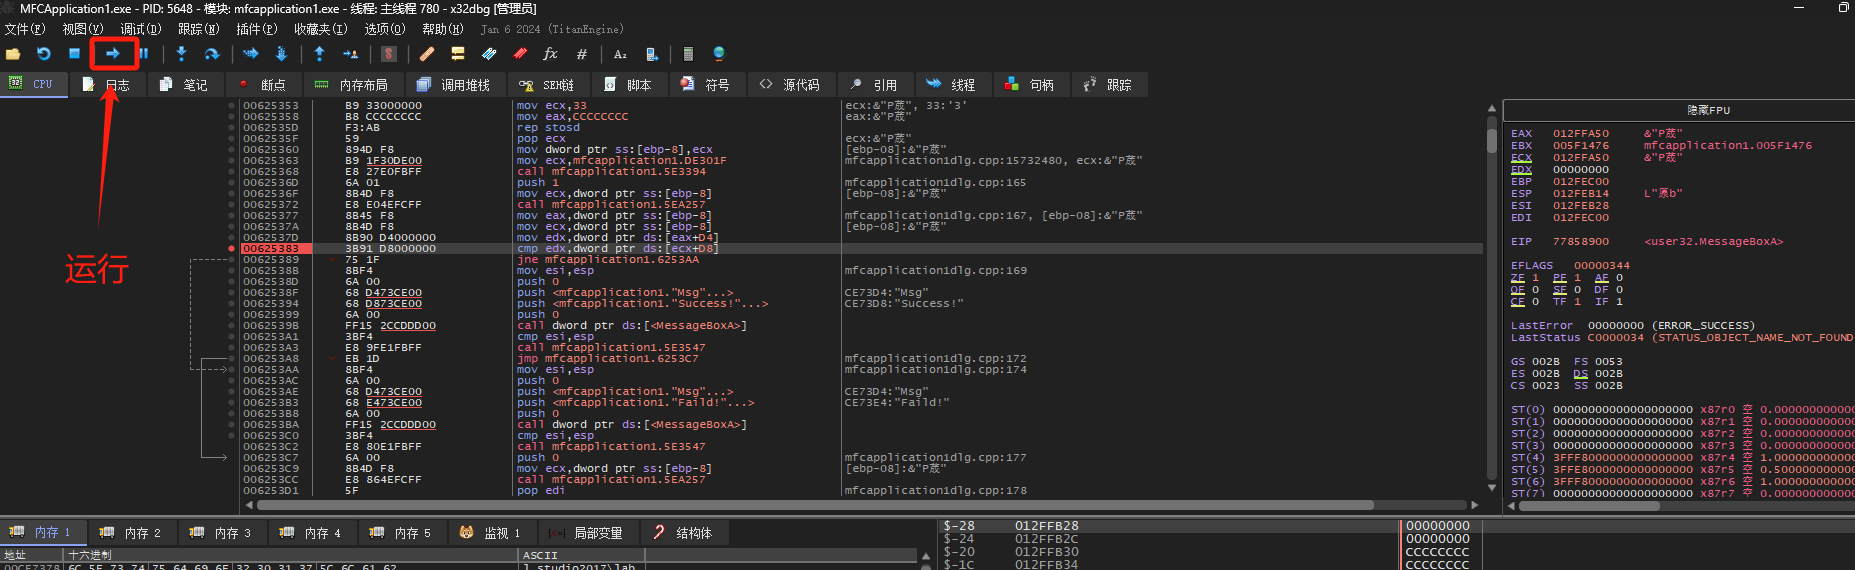 MFCApplication1.exe - PID: 5648 - 模块: mfcapplication1.exe - 线程: 主线程 780 - x32dbg [管理员]
文件(F) 视图(V) 调试(D) 跟踪(N) 插件(P) 收藏夹(I) 选项(O) 帮助(H) Jan 6 2024 (TitanEngine)
CPU 日志 笔记 断点 内存布局 调用堆栈 SEH链 脚本 符号 源代码 引用 线程 句柄 跟踪
00625353 B9 33000000 mov ecx,33 ecx:&"P荿", 33:'3'
00625358 B8 CCCCCCCC mov eax,CCCCCCCC eax:&"P荿"
0062535D F3:AB rep stosd
0062535F 59 pop ecx ecx:&"P荿"
00625360 894D F8 mov dword ptr ss:[ebp-8],ecx [ebp-08]:&"P荿"
00625363 B9 1F30DE00 mov ecx,mfcapplication1.DE301F mfcapplication1dlg.cpp:15732480, ecx:&"P荿"
00625368 E8 27E0FBFF call mfcapplication1.5E3394
0062536D 6A 01 push 1 mfcapplication1dlg.cpp:165
0062536F 8B4D F8 mov ecx,dword ptr ss:[ebp-8] [ebp-08]:&"P荿"
00625372 E8 E04EFCFF call mfcapplication1.5EA257
00625377 8B45 F8 mov eax,dword ptr ss:[ebp-8] mfcapplication1dlg.cpp:167, [ebp-08]:&"P荿"
0062537A 8B4D F8 mov ecx,dword ptr ss:[ebp-8] [ebp-08]:&"P荿"
0062537D 8B90 D4000000 mov edx,dword ptr ds:[eax+D4]
00625383 3B91 D8000000 cmp edx,dword ptr ds:[ecx+D8]
00625389 75 1F jne mfcapplication1.6253AA
0062538B 8BF4 mov esi,esp mfcapplication1dlg.cpp:169
0062538D 6A 00 push 0
0062538F 68 D473CE00 push <mfcapplication1."Msg"...> CE73D4:"Msg"
00625394 68 D873CE00 push <mfcapplication1."Success!"...> CE73D8:"Success!"
00625399 6A 00 push 0
0062539B FF15 2CCDDD00 call dword ptr ds:[<MessageBoxA>]
006253A1 3BF4 cmp esi,esp
006253A3 E8 9FE1FBFF call mfcapplication1.5E3547
006253A8 EB 1D jmp mfcapplication1.6253C7 mfcapplication1dlg.cpp:172
006253AA 8BF4 mov esi,esp mfcapplication1dlg.cpp:174
006253AC 6A 00 push 0
006253AE 68 D473CE00 push <mfcapplication1."Msg"...> CE73D4:"Msg"
006253B3 68 E473CE00 push <mfcapplication1."Faild!"...> CE73E4:"Faild!"
006253B8 6A 00 push 0
006253BA FF15 2CCDDD00 call dword ptr ds:[<MessageBoxA>]
006253C0 3BF4 cmp esi,esp
006253C2 E8 80E1FBFF call mfcapplication1.5E3547
006253C7 6A 00 push 0 mfcapplication1dlg.cpp:177
006253C9 8B4D F8 mov ecx,dword ptr ss:[ebp-8] [ebp-08]:&"P荿"
006253CC E8 864EFCFF call mfcapplication1.5EA257
006253D1 5F pop edi mfcapplication1dlg.cpp:178
运行
隐藏FPU
EAX 012FFA50 &"P荿"
EBX 005F1476 mfcapplication1.005F1476
ECX 012FFA50 &"P荿"
EDX 00000000
EBP 012FEC00
ESP 012FEB14
ESI 012FEB28
EDI 012FEC00
EIP 77858900 <user32.MessageBoxA>
EFLAGS 00000344
ZF 1 PF 1 AF 0
OF 0 SF 0 DF 0
CF 0 TF 1 IF 1
LastError 00000000 (ERROR_SUCCESS)
LastStatus C0000034 (STATUS_OBJECT_NAME_NOT_FOUND
GS 002B FS 0053
ES 002B DS 002B
CS 0023 SS 002B
ST(0) 00000000000000000000 x87r0 空 0.000000000000
ST(1) 00000000000000000000 x87r1 空 0.000000000000
ST(2) 00000000000000000000 x87r2 空 0.000000000000
ST(3) 00000000000000000000 x87r3 空 0.000000000000
ST(4) 3FFF8000000000000000 x87r4 空 1.000000000000
ST(5) 3FFE8000000000000000 x87r5 空 0.500000000000
ST(6) 3FFF8000000000000000 x87r6 空 1.000000000000
ST(7) 00000000000000000000 x87r7 空 0.000000000000
内存 1 内存 2 内存 3 内存 4 内存 5 监视 1 局部变量 结构体
地址 十六进制 ASCII
00CE7378 6C 5F 73 74 75 64 69 6F 32 30 31 37 5C 6C 61 62 l_studio2017\lab
$-28 012FFB28 00000000
$-24 012FFB2C 00000000
$-20 012FFB30 CCCCCCCC
$-1C 012FFB34 CCCCCCCC